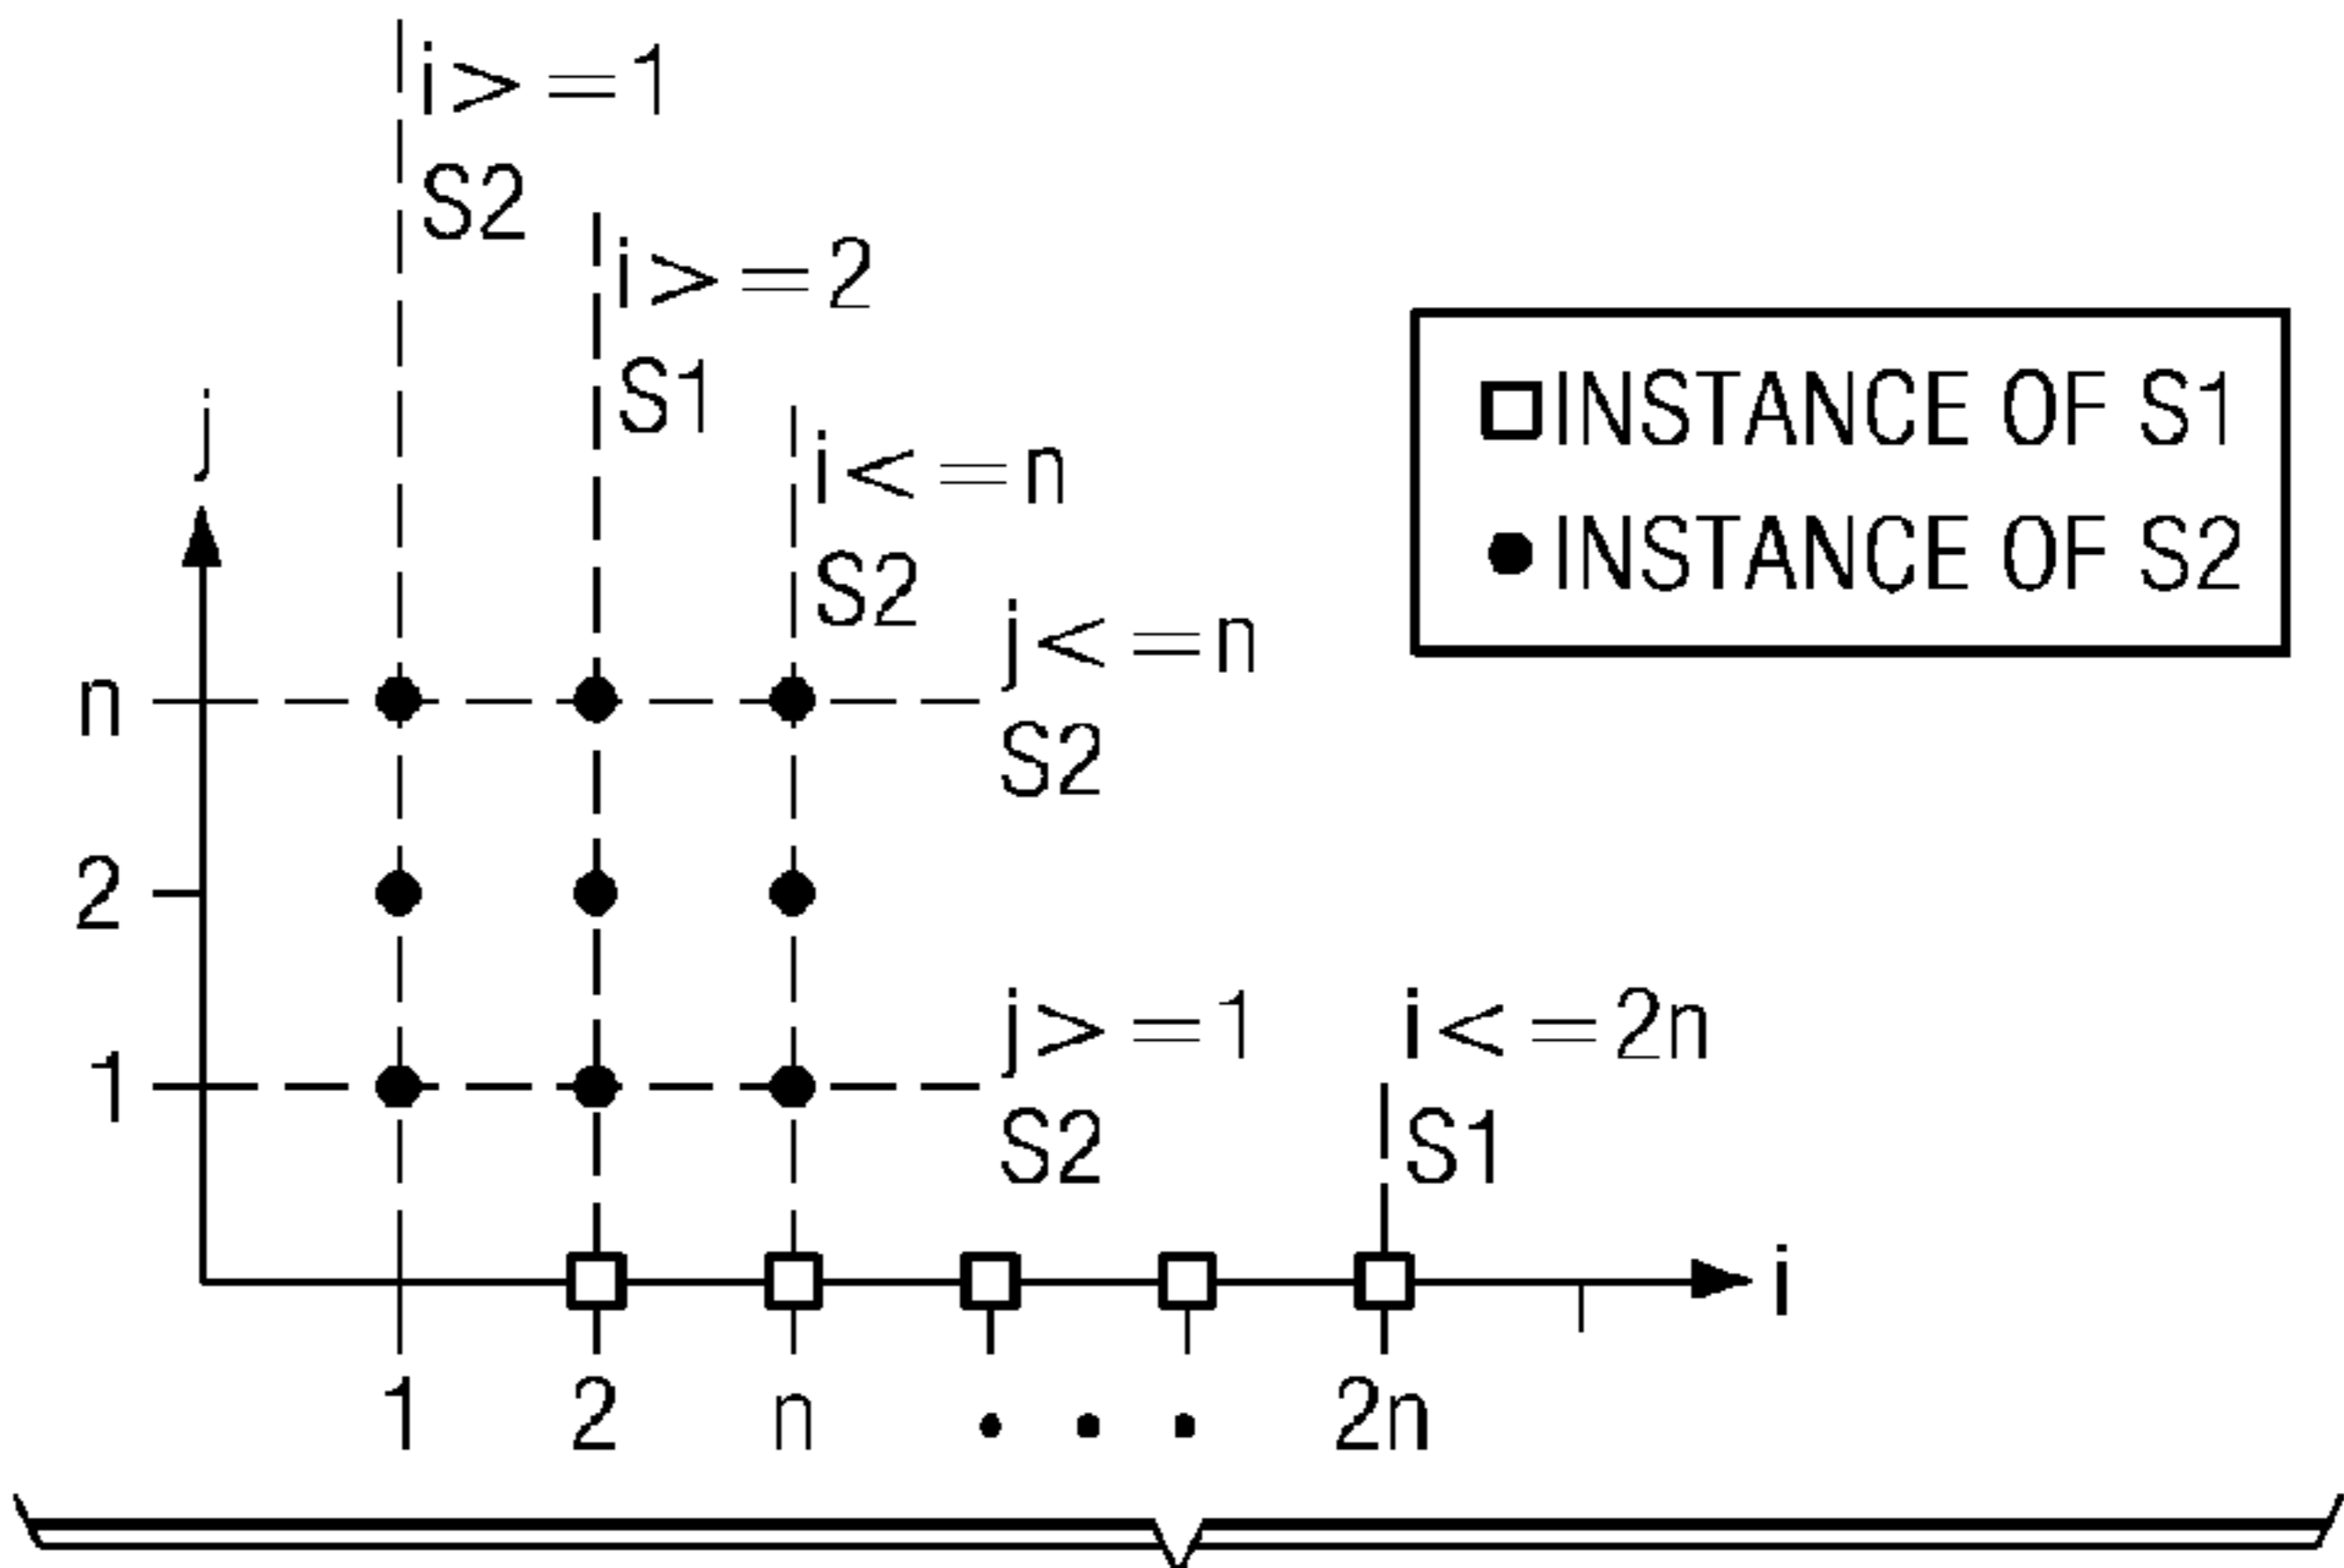 i>=1
S2
i>=2
S1
i<=n
S2
j<=n
S2
j>=1
S2
i<=2n
S1
INSTANCE OF S1
INSTANCE OF S2
j
n
2
1
i
1 2 n • • • 2n